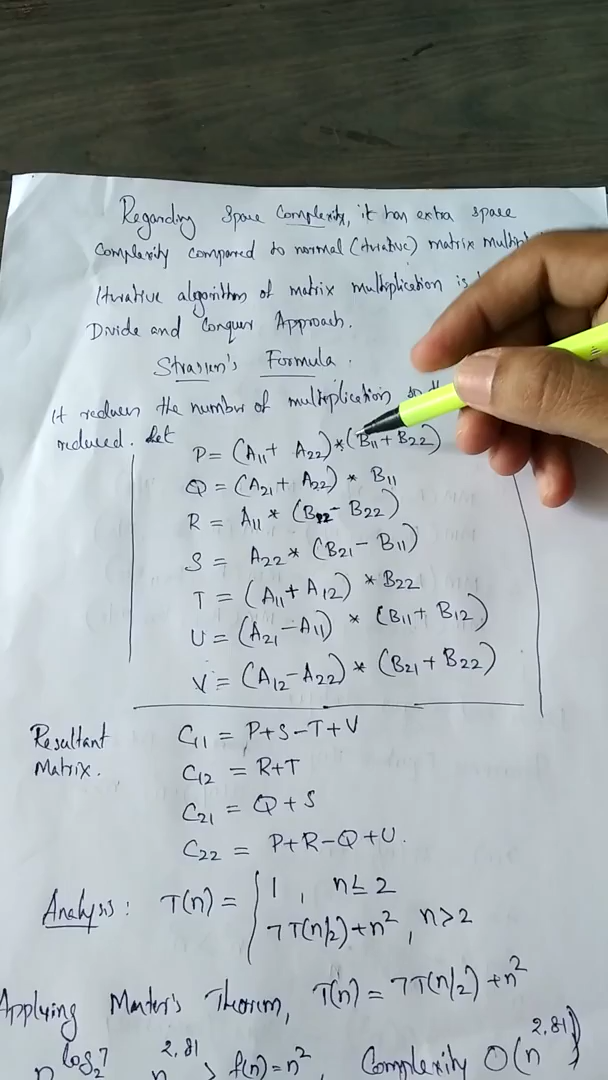 Regarding Space Complexity, it has extra space
Complexity compared to normal (iterative) matrix
Iterative algorithm of matrix multiplication is
Divide and Conquer Approach.
Strassen's Formula.
It reduces the number of multiplication
reduced. Let
P = (A11 + A22) * (B11 + B22)
Q = (A21 + A22) * B11
R = A11 * (B12 - B22)
S = A22 * (B21 - B11)
T = (A11 + A12) * B22
U = (A21 - A11) * (B11 + B12)
V = (A12 - A22) * (B21 + B22)
Resultant Matrix.
C11 = P+S-T+V
C12 = R+T
C21 = Q+S
C22 = P+R-Q+U.
Analysis: T(n) = { 1, n ≤ 2
7T(n/2)+n², n>2
Applying Master's Theorem, T(n) = 7T(n/2) + n²
n^log₂7 n^2.81 > f(n) = n², Complexity O(n^2.81)